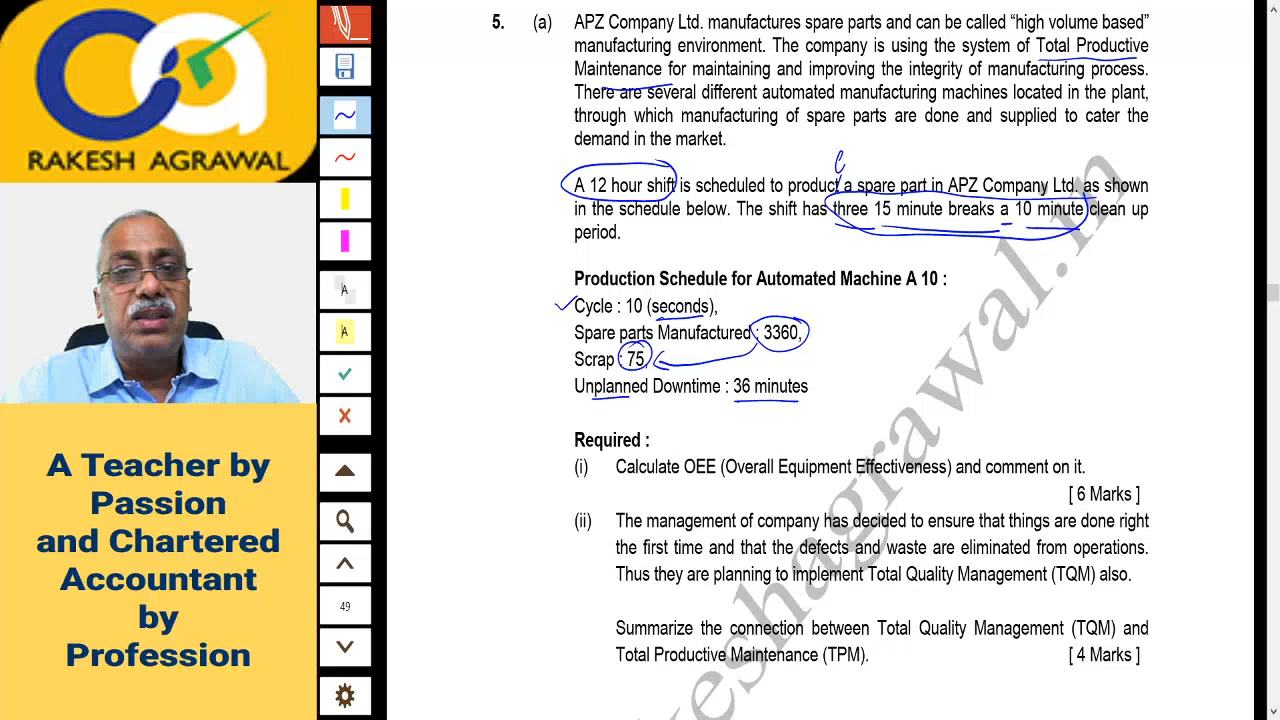 RAKESH AGRAWAL
A Teacher by
Passion
and Chartered
Accountant
by
Profession
A
A
49
5. (a) APZ Company Ltd. manufactures spare parts and can be called “high volume based”
manufacturing environment. The company is using the system of Total Productive
Maintenance for maintaining and improving the integrity of manufacturing process.
There are several different automated manufacturing machines located in the plant,
through which manufacturing of spare parts are done and supplied to cater the
demand in the market.
A 12 hour shift is scheduled to product a spare part in APZ Company Ltd. as shown
in the schedule below. The shift has three 15 minute breaks a 10 minute clean up
period.
Production Schedule for Automated Machine A 10 :
Cycle : 10 (seconds),
Spare parts Manufactured : 3360,
Scrap : 75,
Unplanned Downtime : 36 minutes
Required :
(i) Calculate OEE (Overall Equipment Effectiveness) and comment on it.
[ 6 Marks ]
(ii) The management of company has decided to ensure that things are done right
the first time and that the defects and waste are eliminated from operations.
Thus they are planning to implement Total Quality Management (TQM) also.
Summarize the connection between Total Quality Management (TQM) and
Total Productive Maintenance (TPM). [ 4 Marks ]
eshagrawal.in